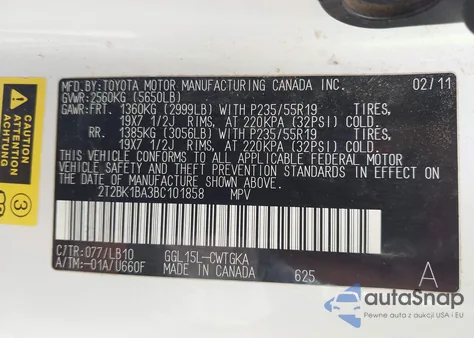 MFD.BY:TOYOTA MOTOR MANUFACTURING CANADA INC. 02/11
GVWR:2560KG (5650LB)
GAWR:FRT. 1360KG (2999LB) WITH P235/55R19 TIRES,
19X7 1/2J RIMS, AT 220KPA (32PSI) COLD.
RR. 1385KG (3056LB) WITH P235/55R19 TIRES,
19X7 1/2J RIMS, AT 220KPA (32PSI) COLD.
THIS VEHICLE CONFORMS TO ALL APPLICABLE FEDERAL MOTOR
VEHICLE SAFETY AND THEFT PREVENTION STANDARDS IN
EFFECT ON THE DATE OF MANUFACTURE SHOWN ABOVE.
2T2BK1BA3BC101858 MPV
C/TR:077/LB10 GGL15L-CWTGKA
A/TM:-01A/U660F MADE IN CANADA 625 A
ATTENTION
ACHTUNG
3
autoSnap
Pewne auta z aukcji USA i EU